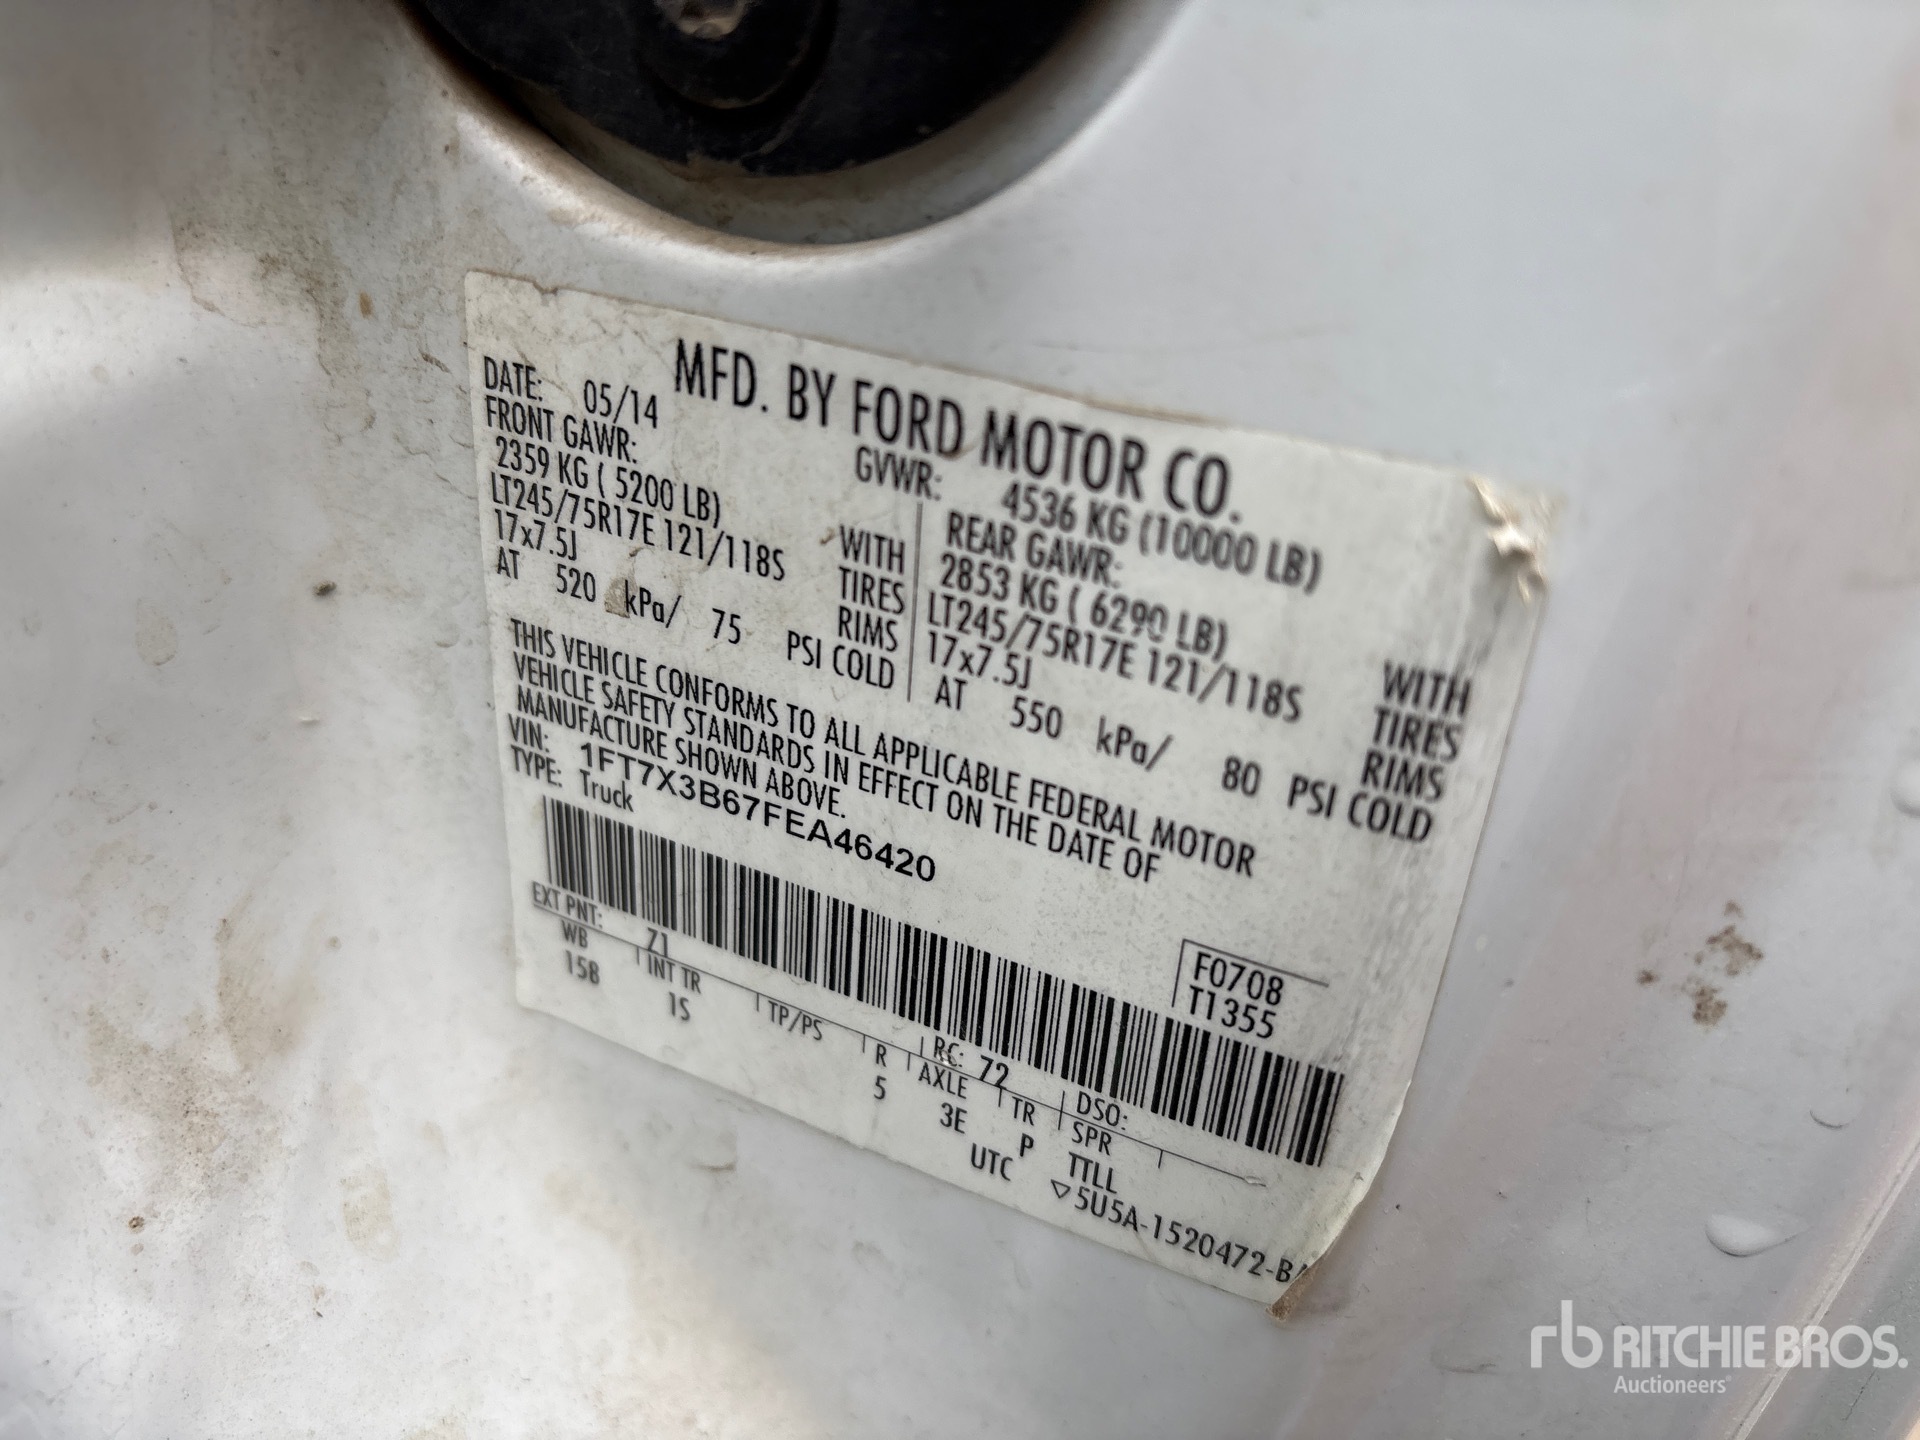 MFD. BY FORD MOTOR CO.
DATE: 05/14
GVWR: 4536 KG (10000 LB)
FRONT GAWR:
2359 KG ( 5200 LB)
WITH
LT245/75R17E 121/118S
TIRES
17x7.5J
RIMS
AT 520 kPa/ 75 PSI COLD
REAR GAWR:
2853 KG ( 6290 LB)
WITH
LT245/75R17E 121/118S
TIRES
17x7.5J
RIMS
AT 550 kPa/ 80 PSI COLD
THIS VEHICLE CONFORMS TO ALL APPLICABLE FEDERAL MOTOR
VEHICLE SAFETY STANDARDS IN EFFECT ON THE DATE OF
MANUFACTURE SHOWN ABOVE.
VIN: 1FT7X3B67FEA46420
TYPE: Truck
F0708
T1355
EXT PNT: Z1 RC: 72 DSO:
WB INT TR TP/PS R AXLE TR SPR
158 1S 5 3E P TTLL
UTC ▽5U5A-1520472-B
rb RITCHIE BROS.
Auctioneers